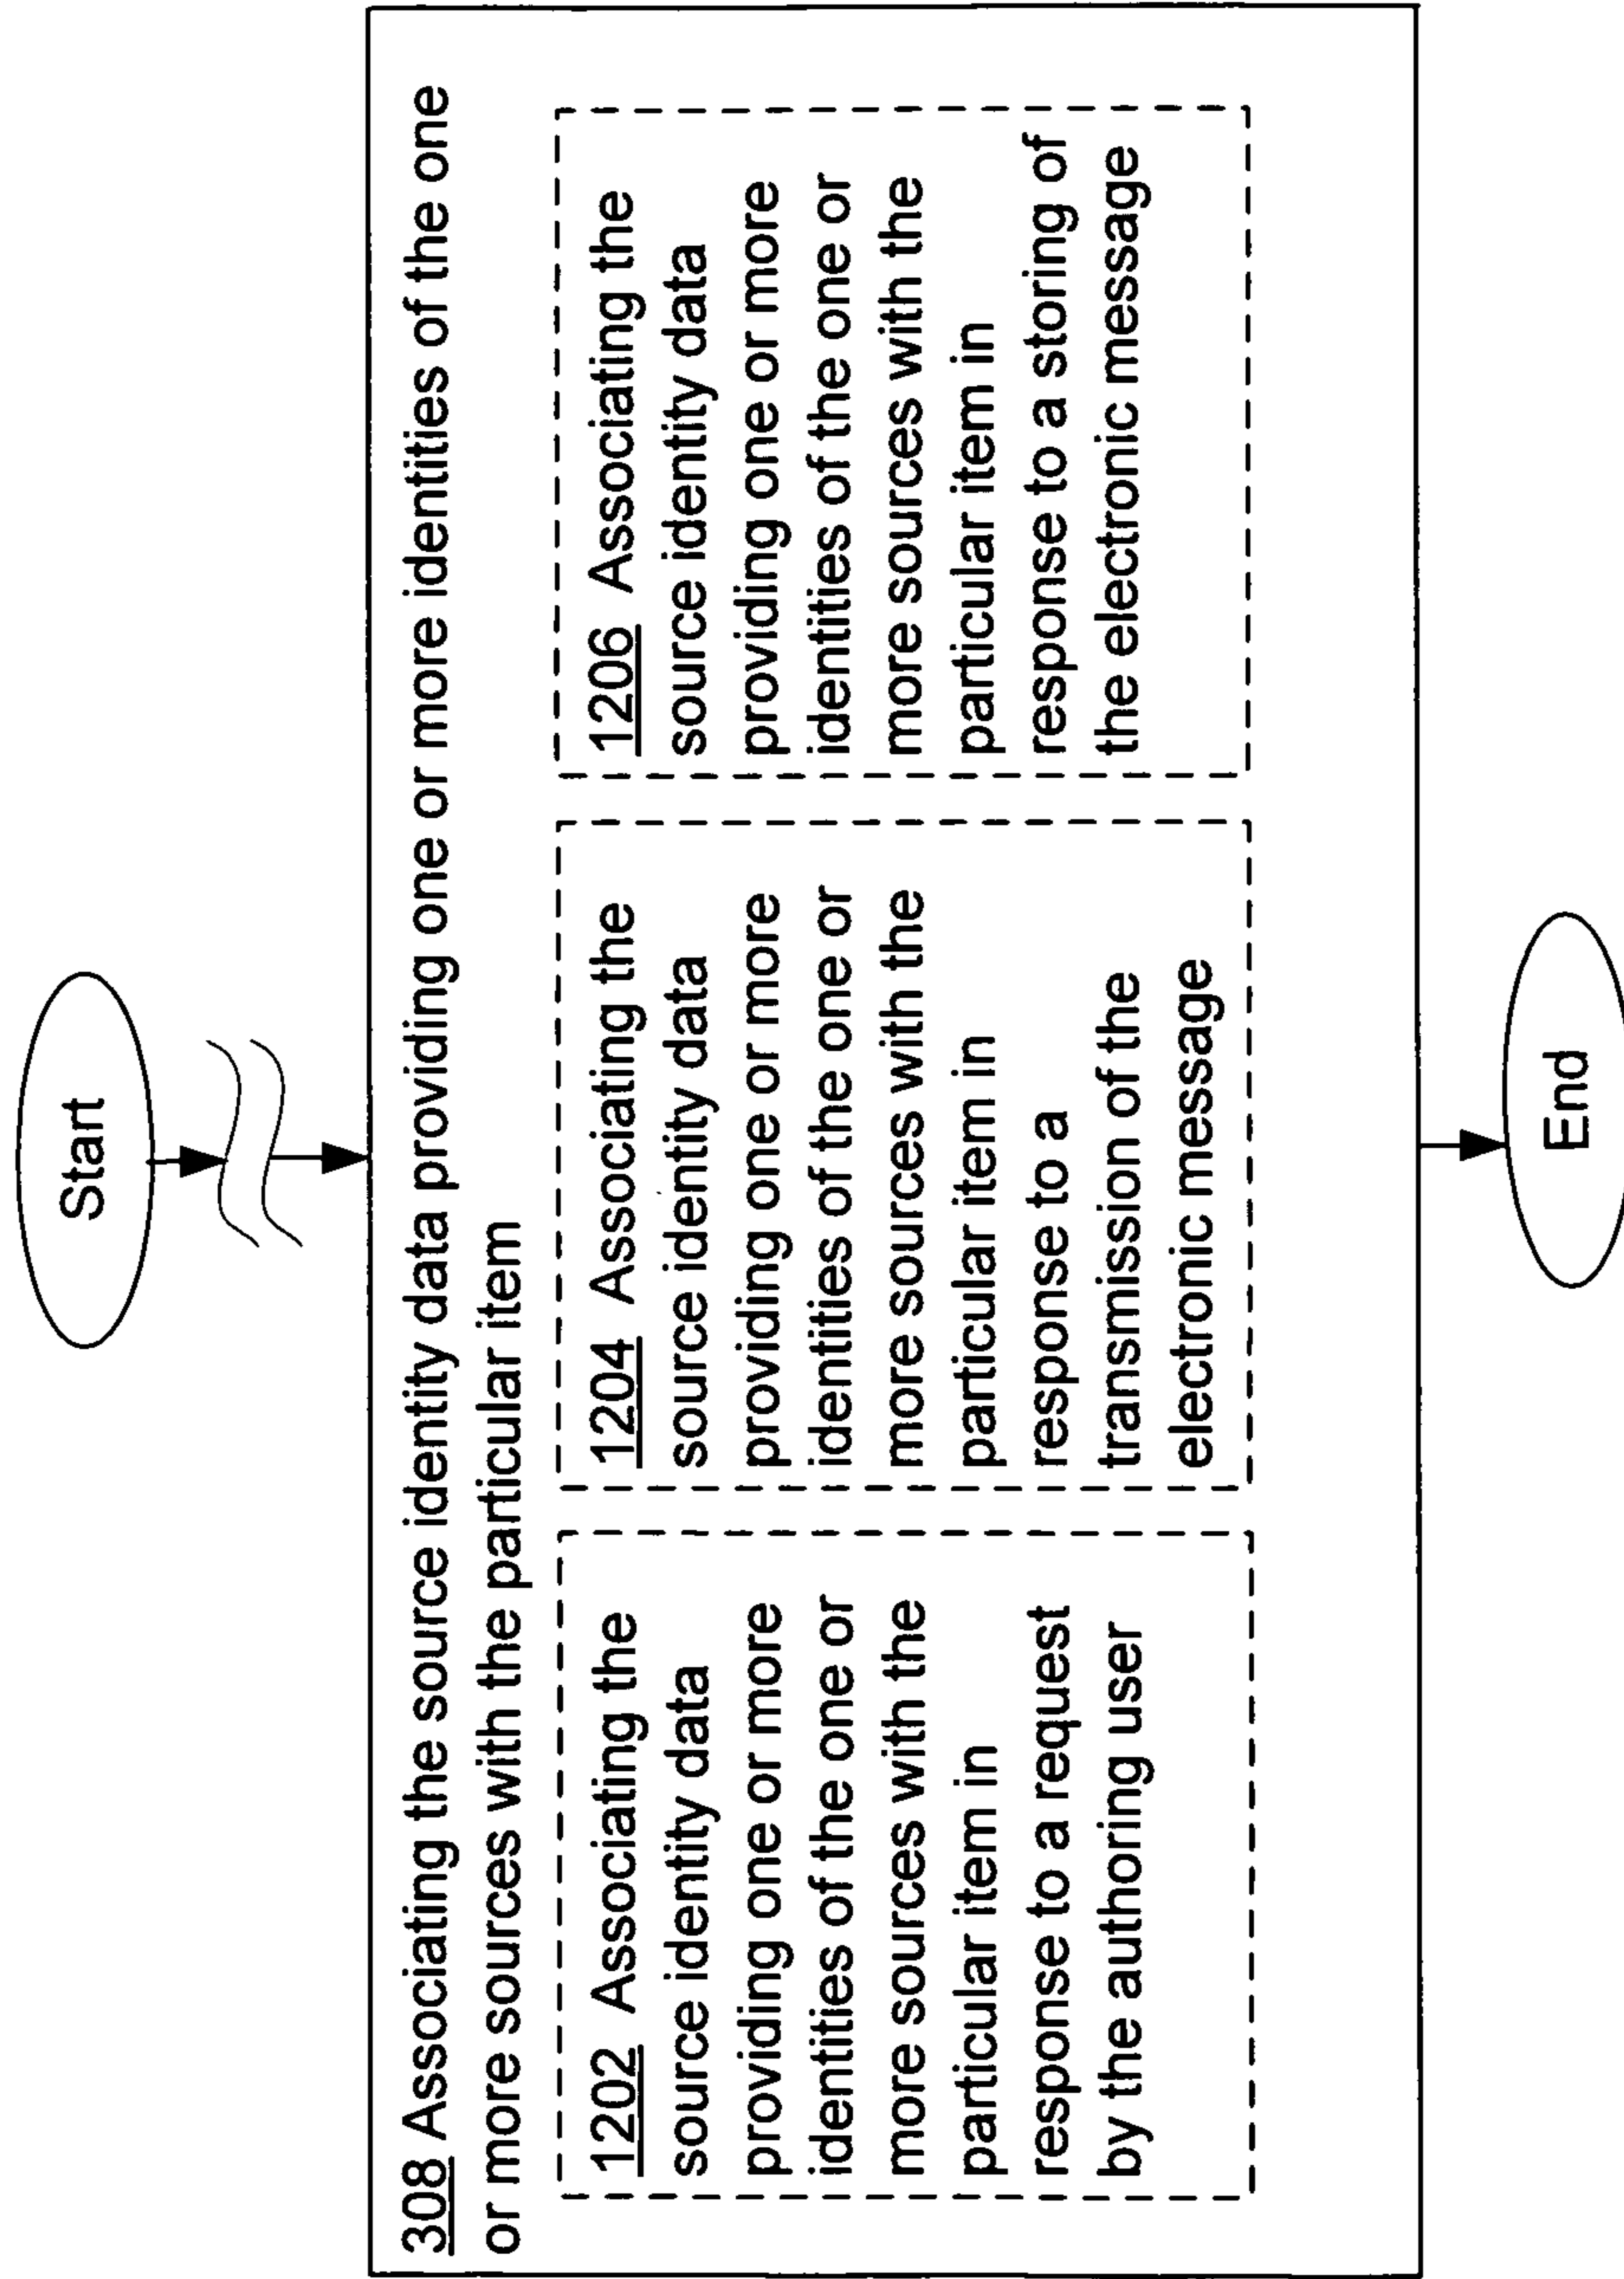 Start
308 Associating the source identity data providing one or more identities of the one
or more sources with the particular item
1202 Associating the
source identity data
providing one or more
identities of the one or
more sources with the
particular item in
response to a request
by the authoring user
1204 Associating the
source identity data
providing one or more
identities of the one or
more sources with the
particular item in
response to a
transmission of the
electronic message
1206 Associating the
source identity data
providing one or more
identities of the one or
more sources with the
particular item in
response to a storing of
the electronic message
End